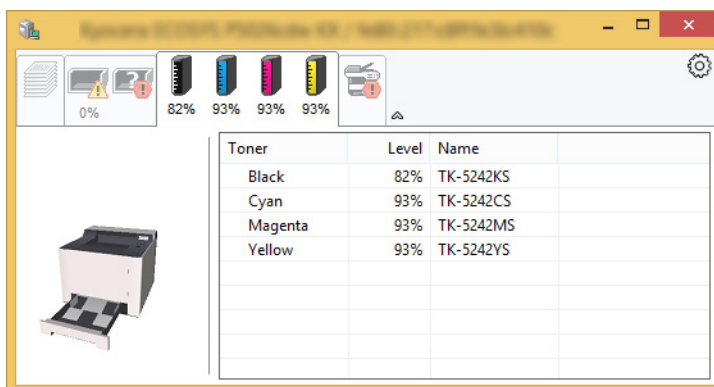 0%
82% 93% 93% 93%
Toner Level Name
Black 82% TK-5242KS
Cyan 93% TK-5242CS
Magenta 93% TK-5242MS
Yellow 93% TK-5242YS